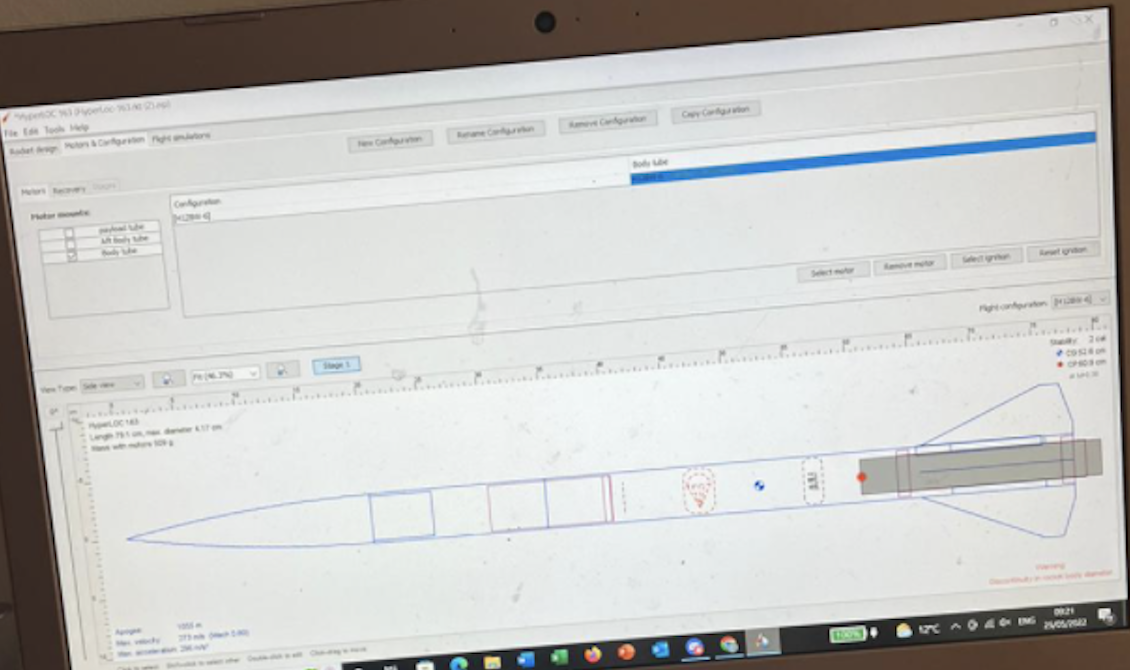 *HyperLOC 163 (HyperLoc-163.rkt (2).zip)
File Edit Tools Help
Rocket design Motors & Configuration Flight simulations
New Configuration Rename Configuration Remove Configuration Copy Configuration
Motors Recovery
Motor mounts:
payload tube
aft Body tube
Body tube
Configuration
[H128W-6]
Body tube
Select motor Remove motor Select ignition Reset ignition
Flight configuration: [H128W-6]
View Type: Side view Fit (46.3%) Stage 1
HyperLOC 163
Length 79.1 cm, max. diameter 4.17 cm
Mass with motors 509 g
Stability: 2 cal
CG:52.6 cm
CP:60.9 cm
Apogee: 1055 m
Max. velocity: 273 m/s (Mach 0.80)
Max. acceleration: 296 m/s²
Warning:
Discontinuity in rocket body diameter
Click to select Shift+click to select other Double-click to edit Click+drag to move
100%
12°C
ENG
09:21
25/05/2022